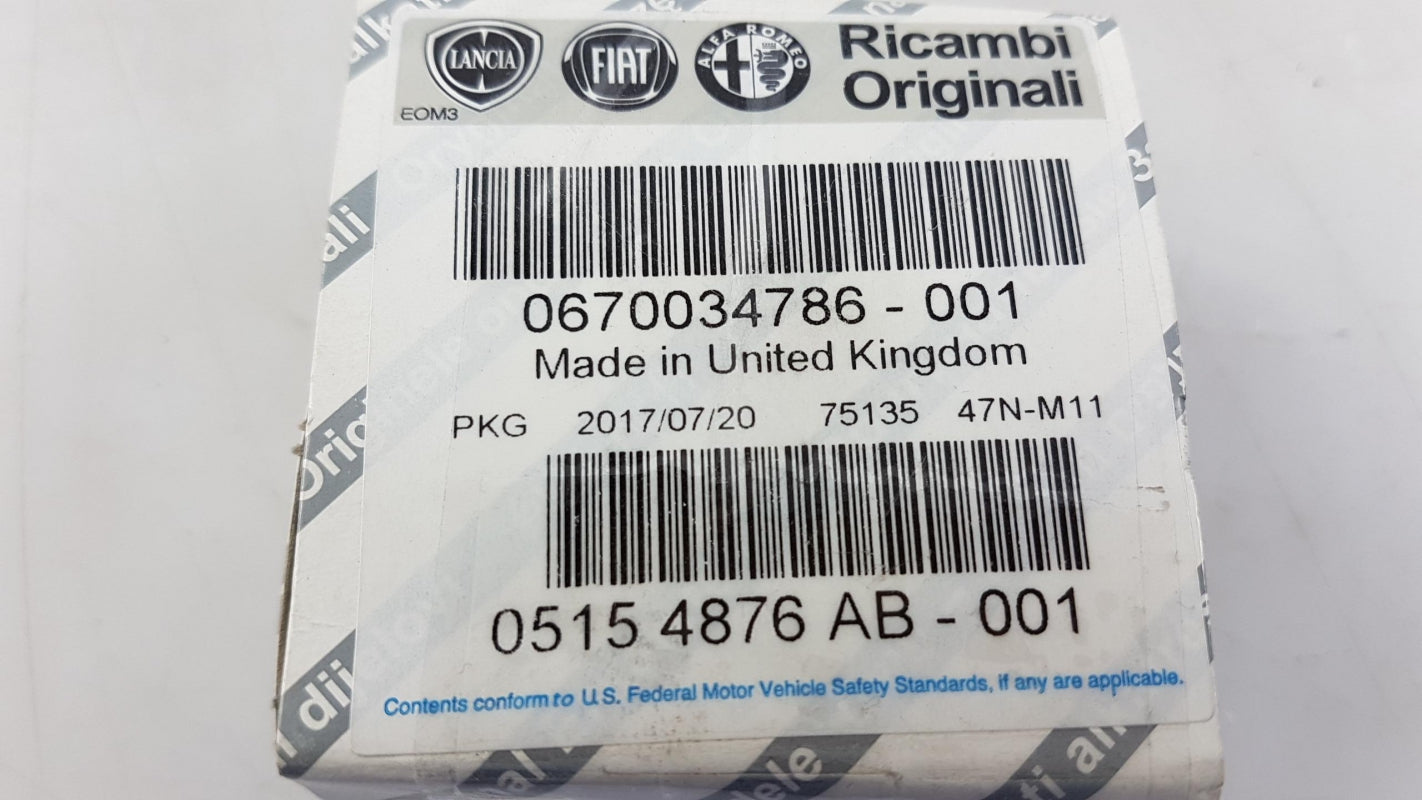 LANCIA FIAT ALFA ROMEO Ricambi
Originali
EOM3
0670034786 - 001
Made in United Kingdom
PKG 2017/07/20 75135 47N-M11
0515 4876 AB - 001
Contents conform to U.S. Federal Motor Vehicle Safety Standards, if any are applicable.